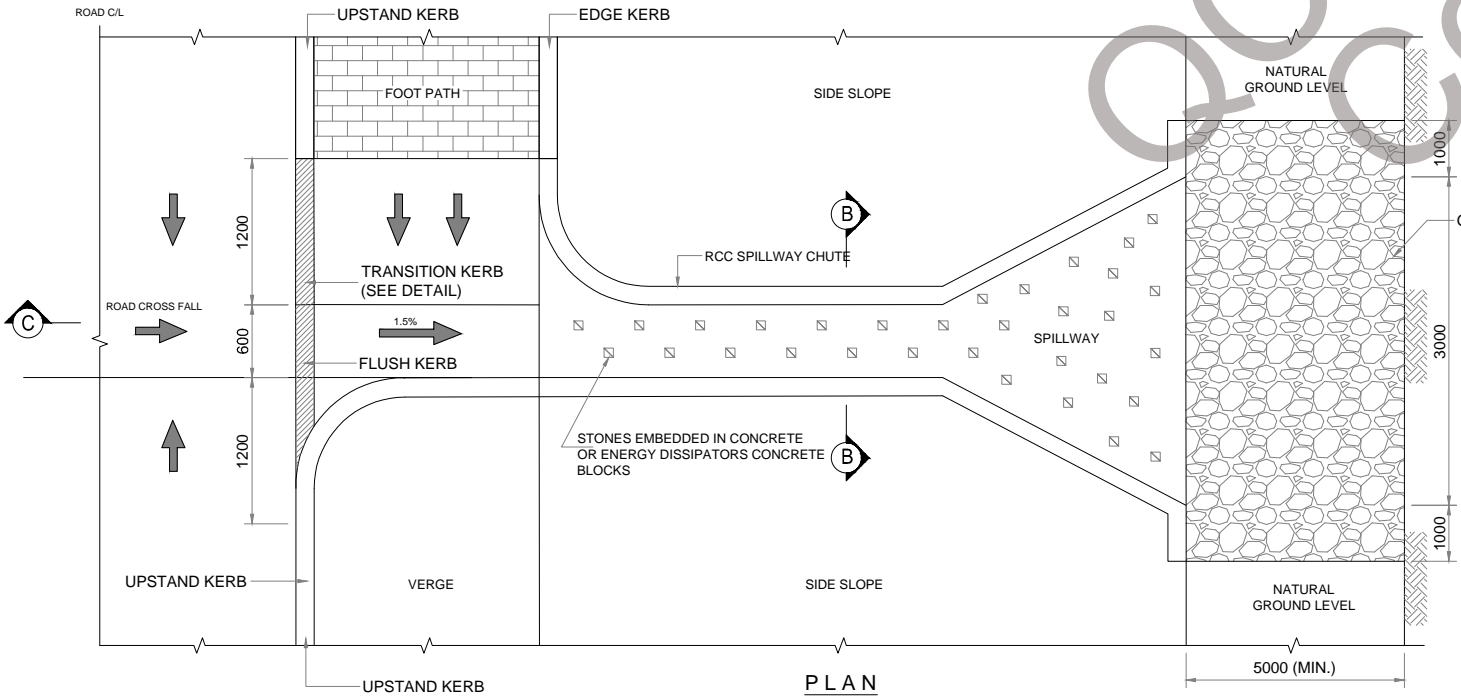 ROAD C/L
UPSTAND KERB
EDGE KERB
FOOT PATH
SIDE SLOPE
NATURAL
GROUND LEVEL
1000
B
1200
RCC SPILLWAY CHUTE
TRANSITION KERB
(SEE DETAIL)
C
ROAD CROSS FALL
1.5%
600
SPILLWAY
3000
FLUSH KERB
1200
STONES EMBEDDED IN CONCRETE
OR ENERGY DISSIPATORS CONCRETE
BLOCKS
B
1000
UPSTAND KERB
VERGE
SIDE SLOPE
NATURAL
GROUND LEVEL
5000 (MIN.)
UPSTAND KERB
PLAN